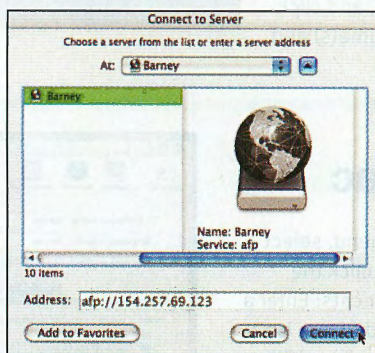 Connect to Server
Choose a server from the list or enter a server address
At: Barney
Barney
Name: Barney
Service: afp
10 items
Address: afp://154.257.69.123
Add to Favorites
Cancel
Connect